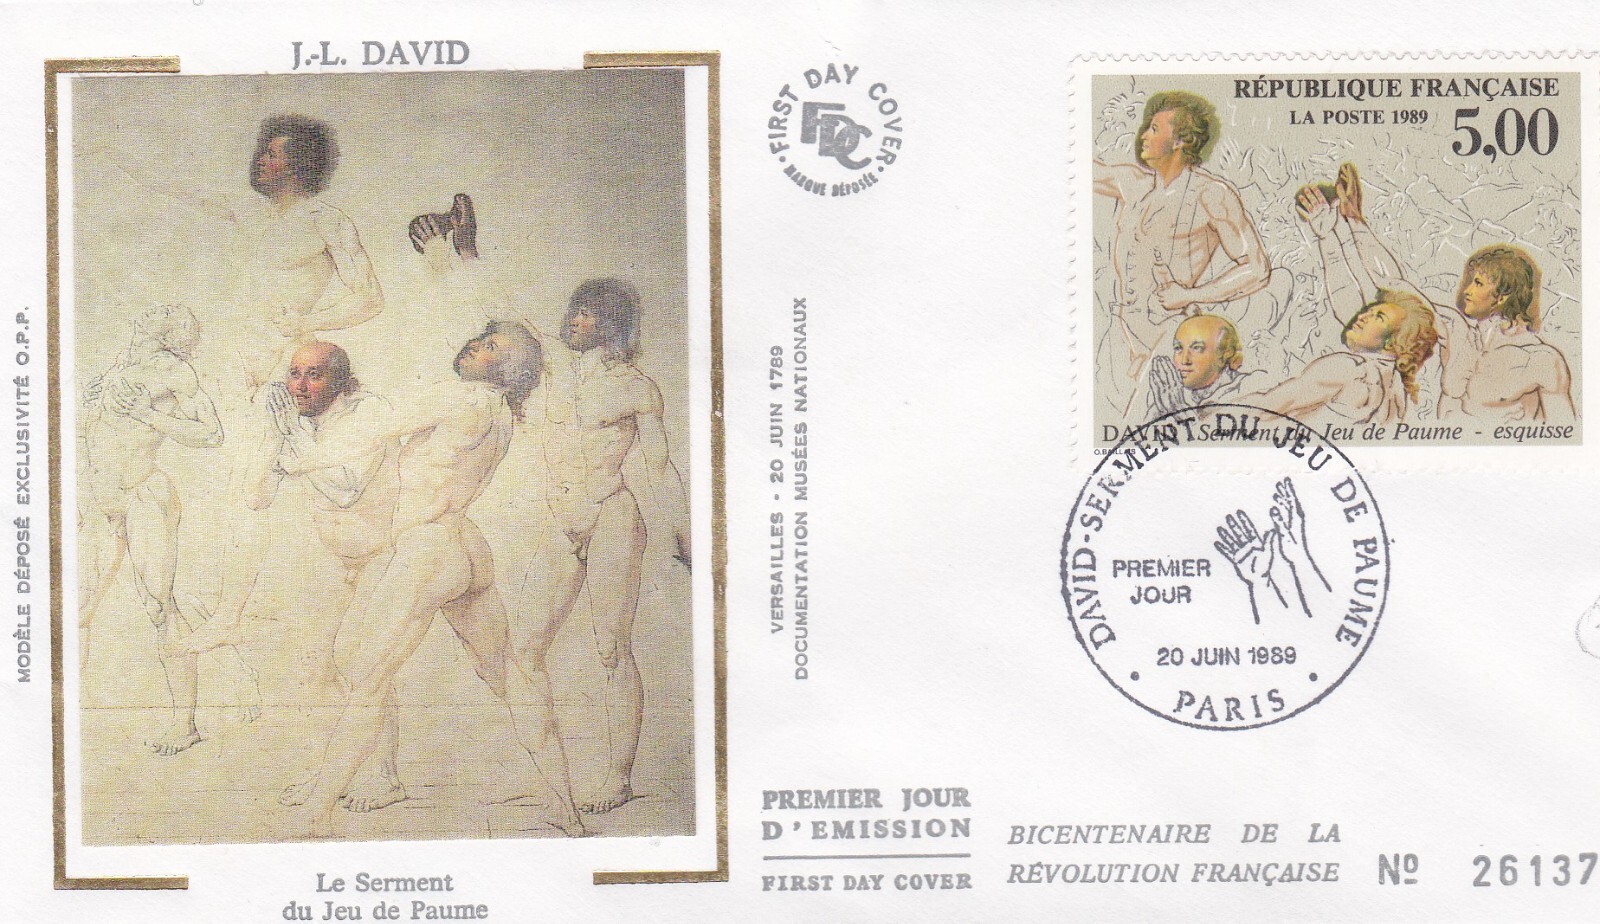 J.-L. DAVID
MODÈLE DÉPOSÉ EXCLUSIVITÉ O.P.P.
Le Serment
du Jeu de Paume
VERSAILLES - 20 JUIN 1789
DOCUMENTATION MUSÉES NATIONAUX
• FIRST DAY COVER •
FDC
MARQUE DÉPOSÉE
RÉPUBLIQUE FRANÇAISE
LA POSTE 1989
5,00
DAVID Serment du Jeu de Paume - esquisse
DAVID-SERMENT DU JEU DE PAUME
PREMIER
JOUR
20 JUIN 1989
• PARIS •
PREMIER JOUR
D'EMISSION
FIRST DAY COVER
BICENTENAIRE DE LA
RÉVOLUTION FRANÇAISE
Nº 26137